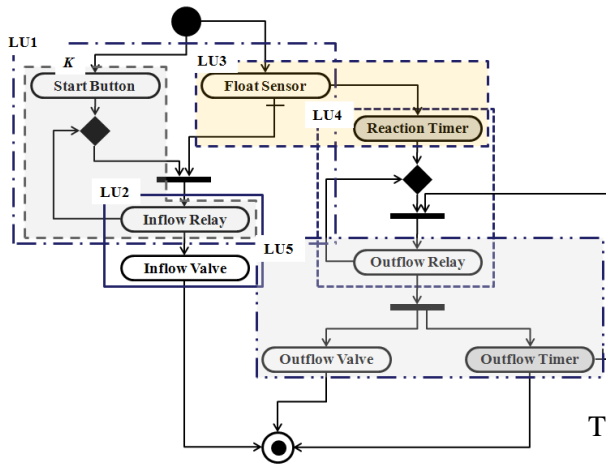 LU1
K
LU3
Start Button
Float Sensor
LU4
Reaction Timer
LU2
Inflow Relay
LU5
Inflow Valve
Outflow Relay
Outflow Valve
Outflow Timer
T